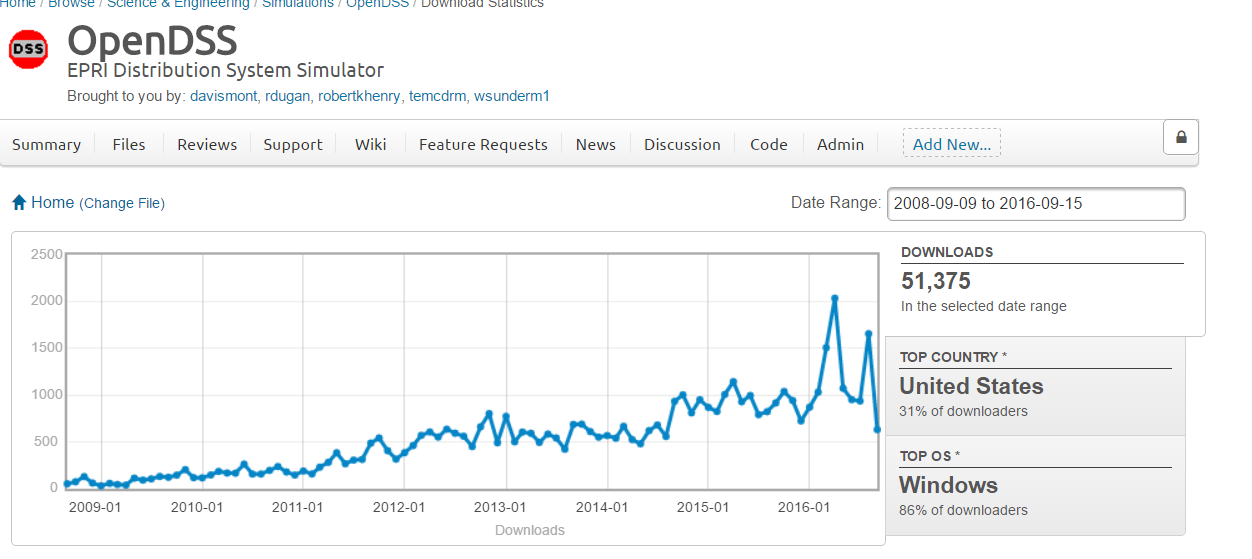 Home / Browse / Science & Engineering / Simulations / OpenDSS / Download Statistics
DSS
OpenDSS
EPRI Distribution System Simulator
Brought to you by: davismont, rdugan, robertkhenry, temcdrm, wsunderm1
Summary Files Reviews Support Wiki Feature Requests News Discussion Code Admin Add New...
Home (Change File)
Date Range: 2008-09-09 to 2016-09-15
2500
2000
1500
1000
500
0
2009-01 2010-01 2011-01 2012-01 2013-01 2014-01 2015-01 2016-01
Downloads
DOWNLOADS
51,375
In the selected date range
TOP COUNTRY *
United States
31% of downloaders
TOP OS *
Windows
86% of downloaders